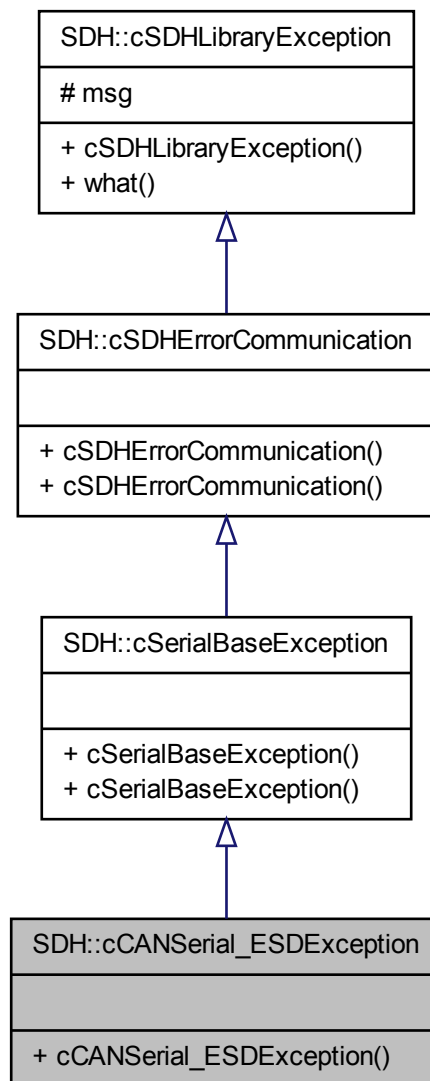 SDH::cSDHLibraryException
# msg
+ cSDHLibraryException()
+ what()
SDH::cSDHErrorCommunication
+ cSDHErrorCommunication()
+ cSDHErrorCommunication()
SDH::cSerialBaseException
+ cSerialBaseException()
+ cSerialBaseException()
SDH::cCANSerial_ESDException
+ cCANSerial_ESDException()